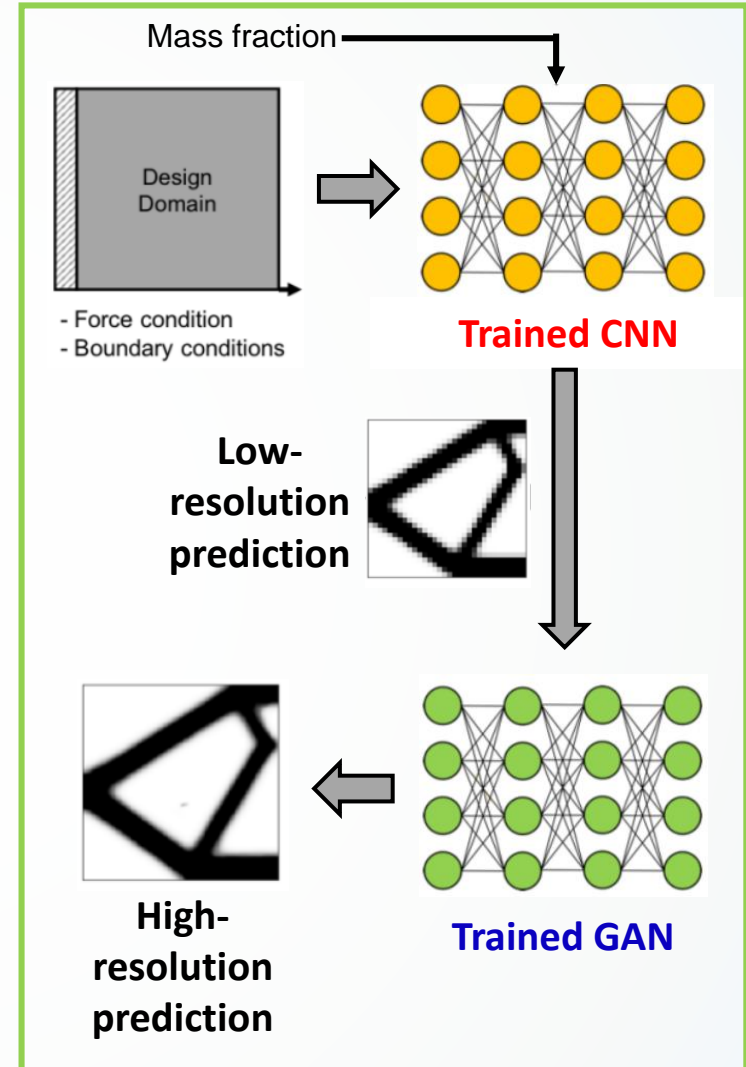 Mass fraction
Design
Domain
- Force condition
- Boundary conditions
Trained CNN
Low-
resolution
prediction
High-
resolution
prediction
Trained GAN